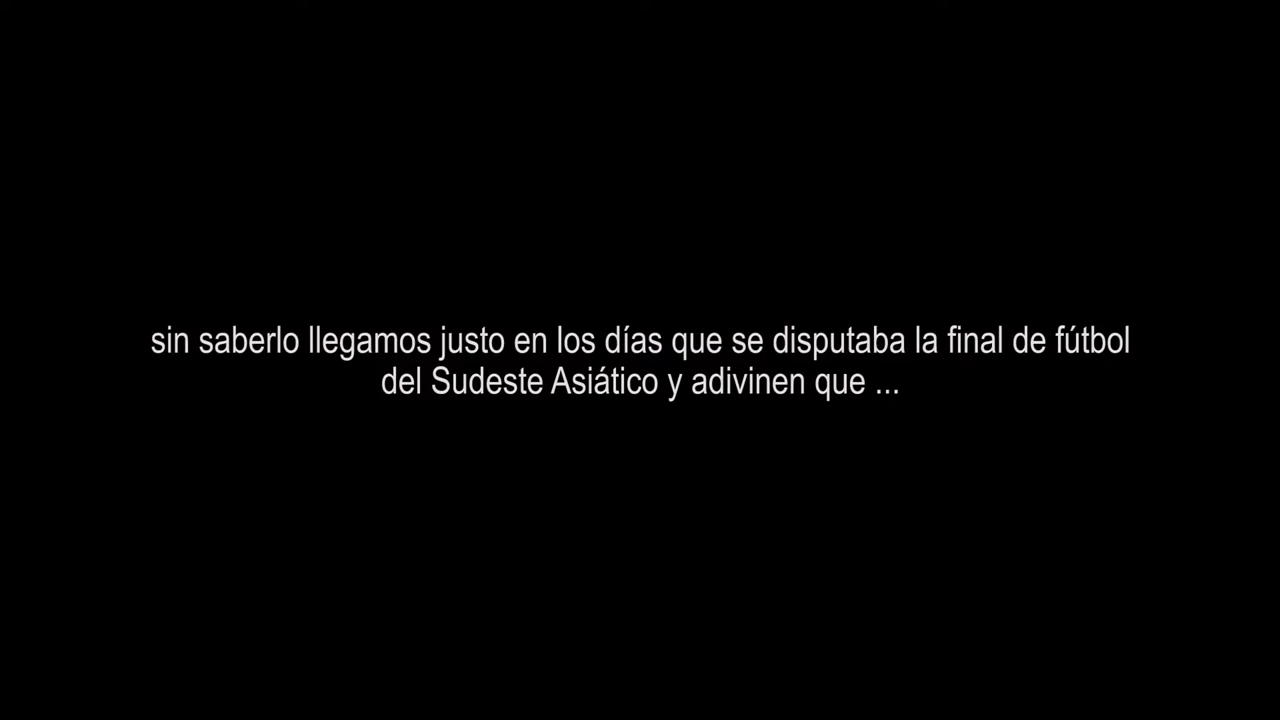 sin saberlo llegamos justo en los días que se disputaba la final de fútbol
del Sudeste Asiático y adivinen que ...